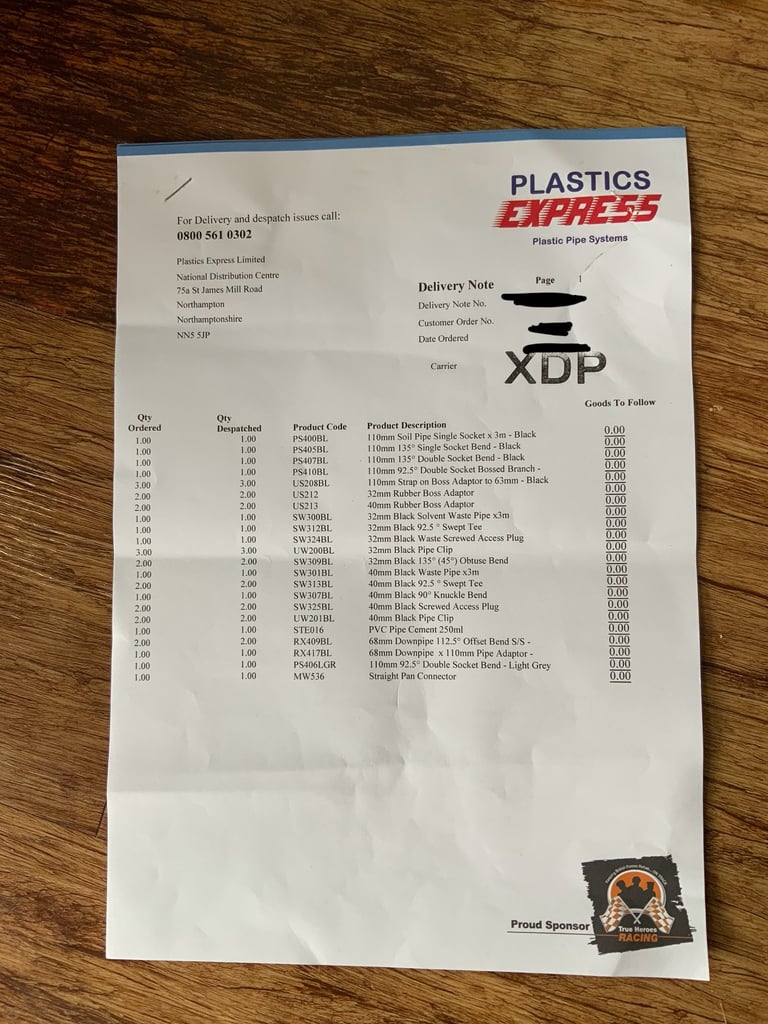 PLASTICS
EXPRESS
Plastic Pipe Systems
For Delivery and despatch issues call:
0800 561 0302
Plastics Express Limited
National Distribution Centre
75a St James Mill Road
Northampton
Northamptonshire
NN5 5JP
Delivery Note Page 1
Delivery Note No.
Customer Order No.
Date Ordered
Carrier XDP
Goods To Follow
Qty Ordered Qty Despatched Product Code Product Description
1.00 1.00 PS400BL 110mm Soil Pipe Single Socket x 3m - Black 0.00
1.00 1.00 PS405BL 110mm 135° Single Socket Bend - Black 0.00
1.00 1.00 PS407BL 110mm 135° Double Socket Bend - Black 0.00
1.00 1.00 PS410BL 110mm 92.5° Double Socket Bossed Branch - 0.00
3.00 3.00 US208BL 110mm Strap on Boss Adaptor to 63mm - Black 0.00
2.00 2.00 US212 32mm Rubber Boss Adaptor 0.00
2.00 2.00 US213 40mm Rubber Boss Adaptor 0.00
1.00 1.00 SW300BL 32mm Black Solvent Waste Pipe x3m 0.00
1.00 1.00 SW312BL 32mm Black 92.5 ° Swept Tee 0.00
1.00 1.00 SW324BL 32mm Black Waste Screwed Access Plug 0.00
3.00 3.00 UW200BL 32mm Black Pipe Clip 0.00
2.00 2.00 SW309BL 32mm Black 135° (45°) Obtuse Bend 0.00
1.00 1.00 SW301BL 40mm Black Waste Pipe x3m 0.00
2.00 2.00 SW313BL 40mm Black 92.5 ° Swept Tee 0.00
1.00 1.00 SW307BL 40mm Black 90° Knuckle Bend 0.00
2.00 2.00 SW325BL 40mm Black Screwed Access Plug 0.00
2.00 2.00 UW201BL 40mm Black Pipe Clip 0.00
1.00 1.00 STE016 PVC Pipe Cement 250ml 0.00
2.00 2.00 RX409BL 68mm Downpipe 112.5° Offset Bend S/S - 0.00
1.00 1.00 RX417BL 68mm Downpipe x 110mm Pipe Adaptor - 0.00
1.00 1.00 PS406LGR 110mm 92.5° Double Socket Bend - Light Grey 0.00
1.00 1.00 MW536 Straight Pan Connector 0.00
Proud Sponsor
True Heroes
RACING